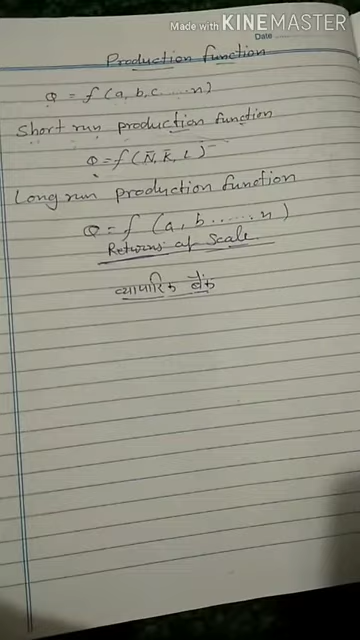 Made with KINEMASTER
Date
Production function
Q = f (a, b, c ..... n)
Short run production function
Q = f (N̄, K̄, L)
Long run production function
Q = f (a, b ...... n)
Returns of Scale
व्यापारिक बैंक